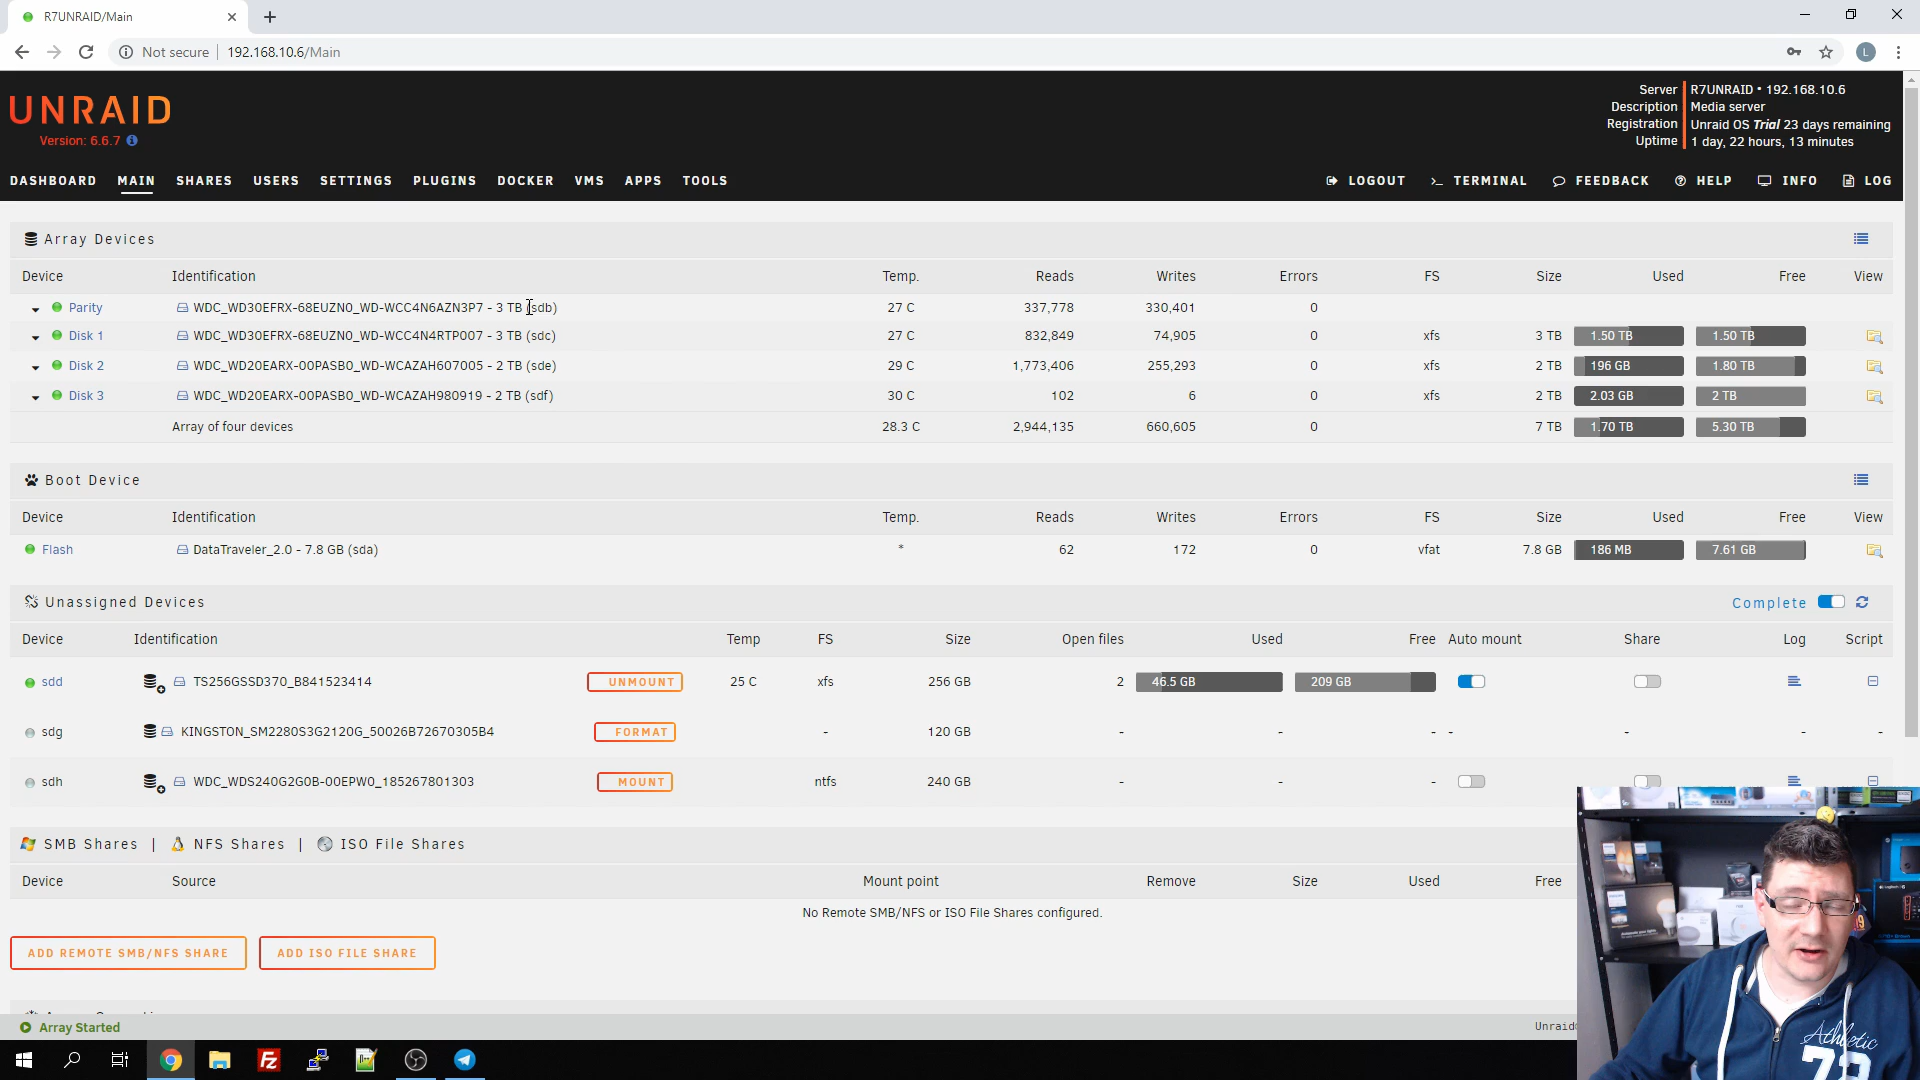 R7UNRAID/Main
Not secure 192.168.10.6/Main L
UNRAID
Version: 6.6.7
Server R7UNRAID • 192.168.10.6
Description Media server
Registration Unraid OS Trial 23 days remaining
Uptime 1 day, 22 hours, 13 minutes
DASHBOARD MAIN SHARES USERS SETTINGS PLUGINS DOCKER VMS APPS TOOLS LOGOUT TERMINAL FEEDBACK HELP INFO LOG
Array Devices
Device Identification Temp. Reads Writes Errors FS Size Used Free View
Parity WDC_WD30EFRX-68EUZN0_WD-WCC4N6AZN3P7 - 3 TB (sdb) 27 C 337,778 330,401 0
Disk 1 WDC_WD30EFRX-68EUZN0_WD-WCC4N4RTP007 - 3 TB (sdc) 27 C 832,849 74,905 0 xfs 3 TB 1.50 TB 1.50 TB
Disk 2 WDC_WD20EARX-00PASB0_WD-WCAZAH607005 - 2 TB (sde) 29 C 1,773,406 255,293 0 xfs 2 TB 196 GB 1.80 TB
Disk 3 WDC_WD20EARX-00PASB0_WD-WCAZAH980919 - 2 TB (sdf) 30 C 102 6 0 xfs 2 TB 2.03 GB 2 TB
Array of four devices 28.3 C 2,944,135 660,605 0 7 TB 1.70 TB 5.30 TB
Boot Device
Device Identification Temp. Reads Writes Errors FS Size Used Free View
Flash DataTraveler_2.0 - 7.8 GB (sda) * 62 172 0 vfat 7.8 GB 186 MB 7.61 GB
Unassigned Devices Complete
Device Identification Temp FS Size Open files Used Free Auto mount Share Log Script
sdd TS256GSSD370_B841523414 UNMOUNT 25 C xfs 256 GB 2 46.5 GB 209 GB
sdg KINGSTON_SM2280S3G2120G_50026B72670305B4 FORMAT - 120 GB - - - - - - -
sdh WDC_WDS240G2G0B-00EPW0_185267801303 MOUNT ntfs 240 GB - - -
SMB Shares | NFS Shares | ISO File Shares
Device Source Mount point Remove Size Used Free
No Remote SMB/NFS or ISO File Shares configured.
ADD REMOTE SMB/NFS SHARE ADD ISO FILE SHARE
Array Started Unraid
Athletic
73